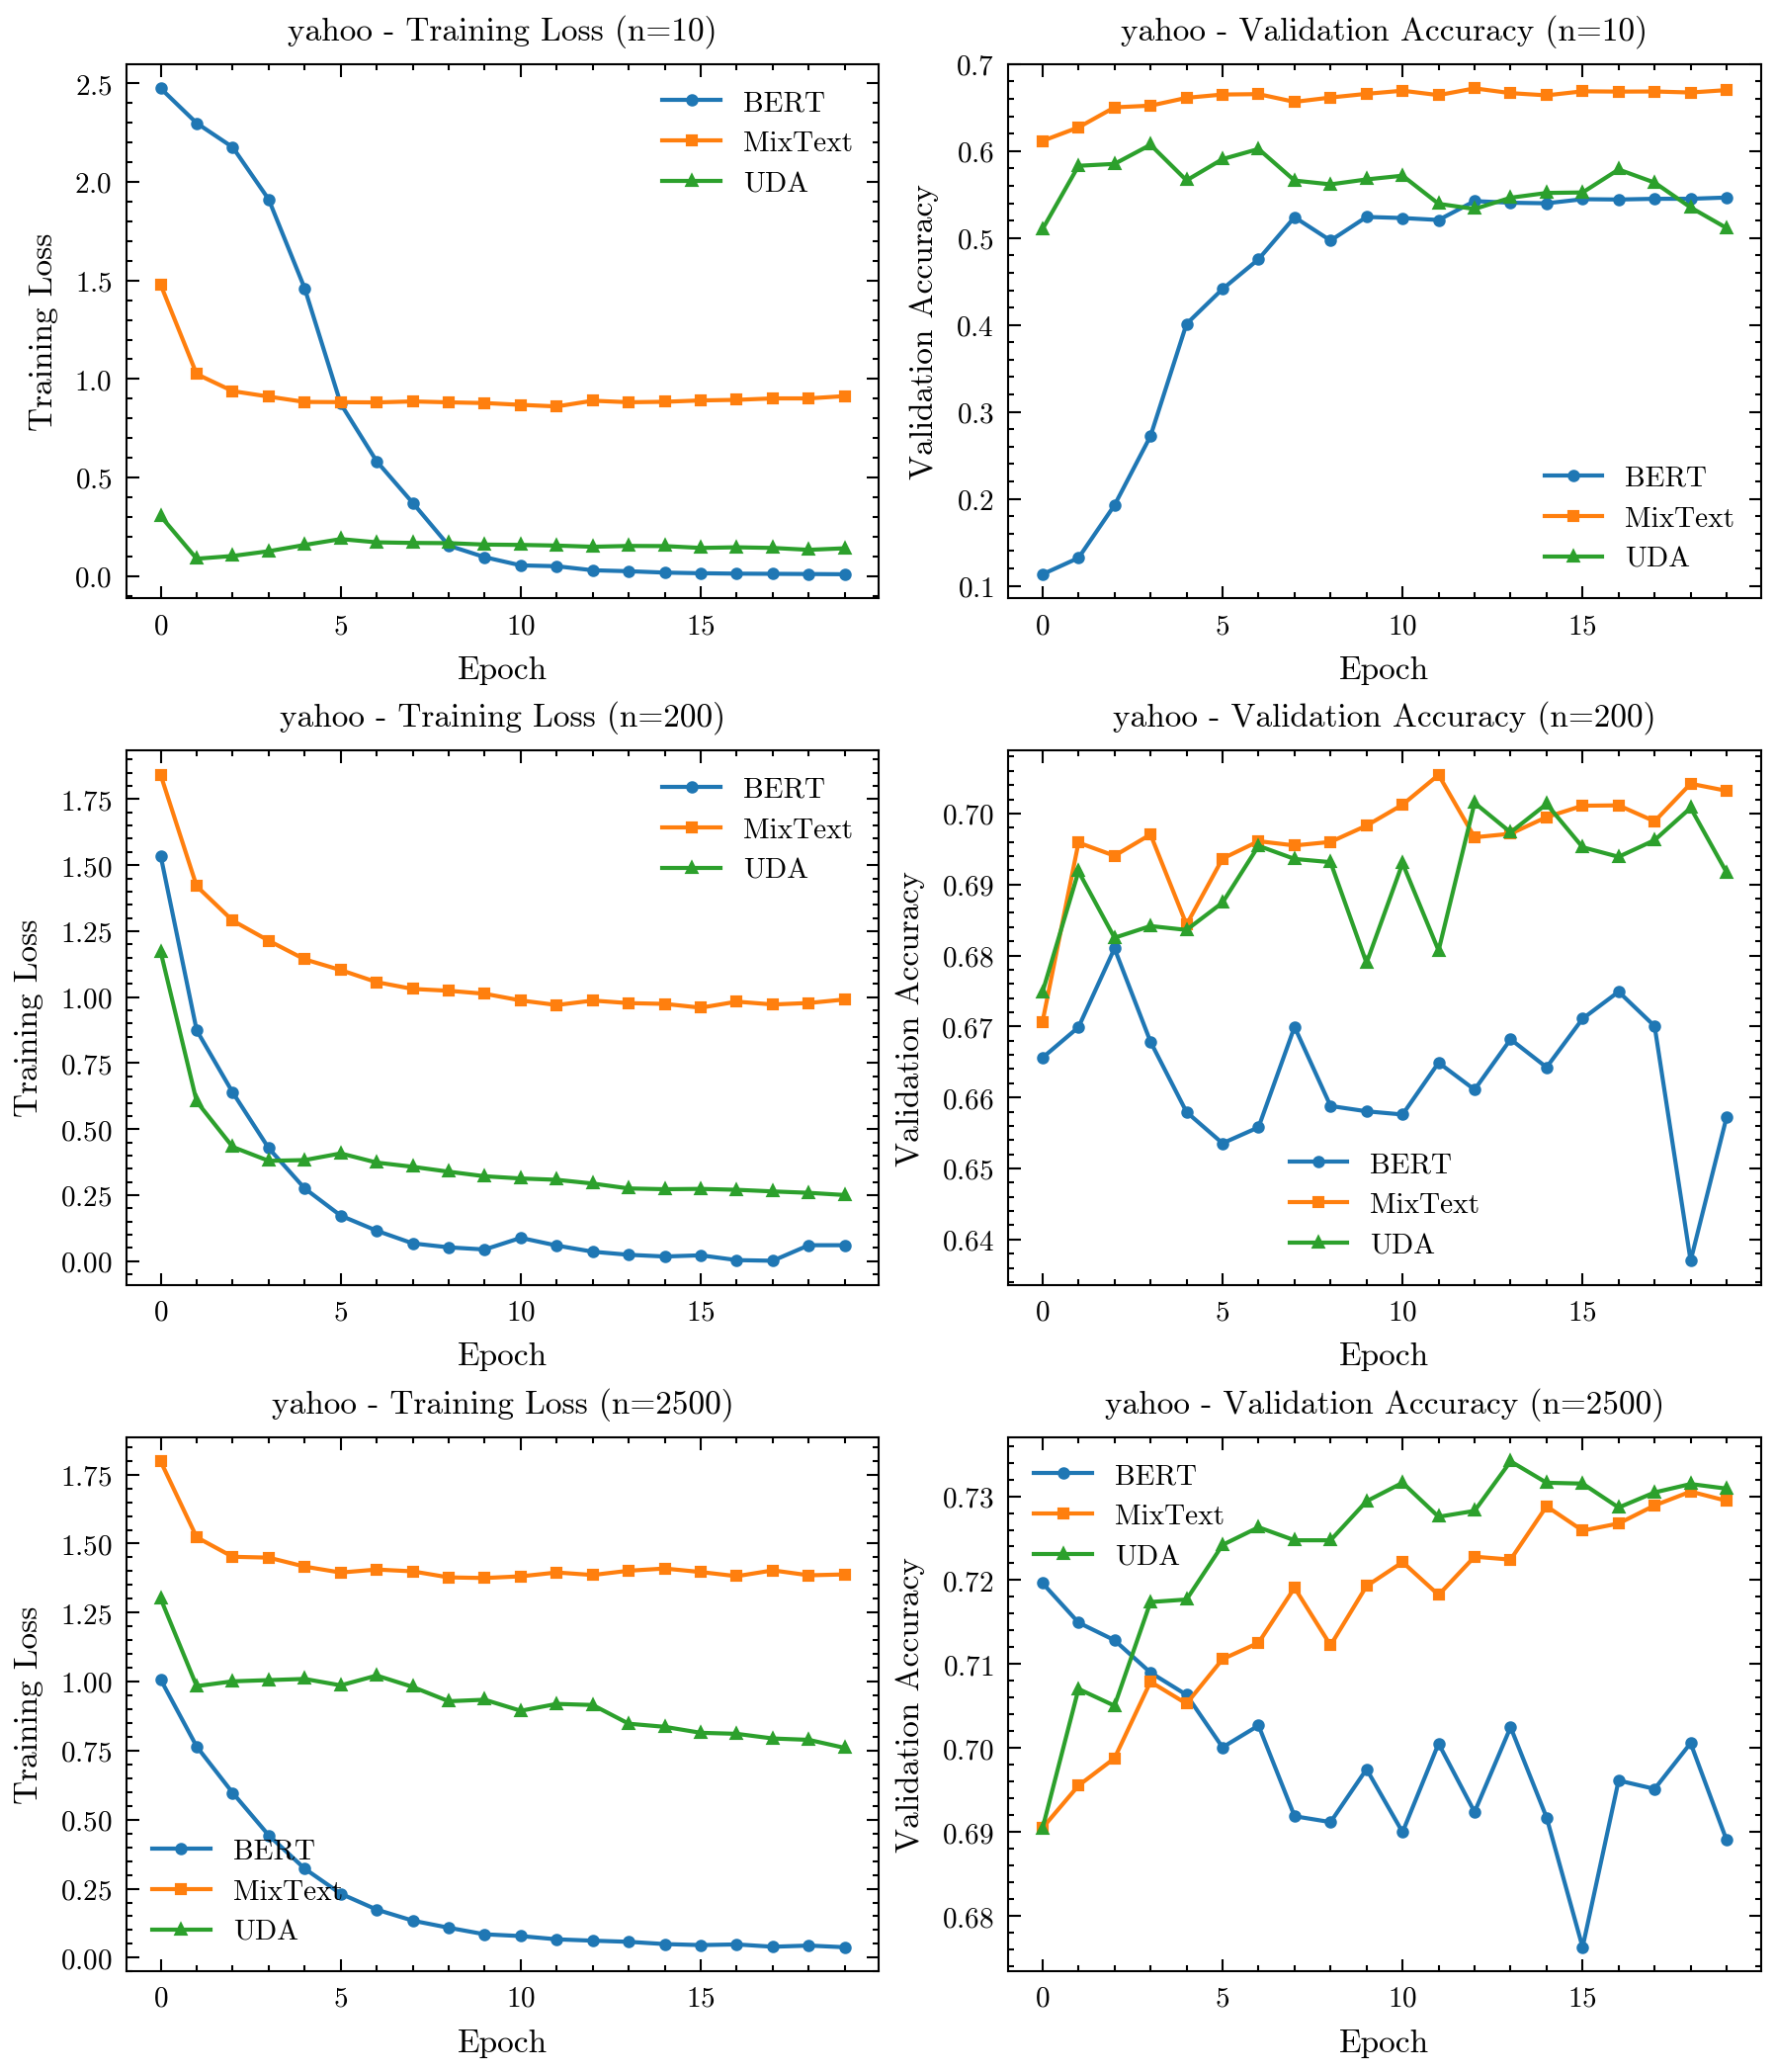 yahoo - Training Loss (n=10)
Training Loss
2.5
2.0
1.5
1.0
0.5
0.0
BERT
MixText
UDA
0 5 10 15
Epoch
yahoo - Validation Accuracy (n=10)
Validation Accuracy
0.7
0.6
0.5
0.4
0.3
0.2
0.1
BERT
MixText
UDA
0 5 10 15
Epoch
yahoo - Training Loss (n=200)
Training Loss
1.75
1.50
1.25
1.00
0.75
0.50
0.25
0.00
BERT
MixText
UDA
0 5 10 15
Epoch
yahoo - Validation Accuracy (n=200)
Validation Accuracy
0.70
0.69
0.68
0.67
0.66
0.65
0.64
BERT
MixText
UDA
0 5 10 15
Epoch
yahoo - Training Loss (n=2500)
Training Loss
1.75
1.50
1.25
1.00
0.75
0.50
0.25
0.00
BERT
MixText
UDA
0 5 10 15
Epoch
yahoo - Validation Accuracy (n=2500)
Validation Accuracy
0.73
0.72
0.71
0.70
0.69
0.68
BERT
MixText
UDA
0 5 10 15
Epoch